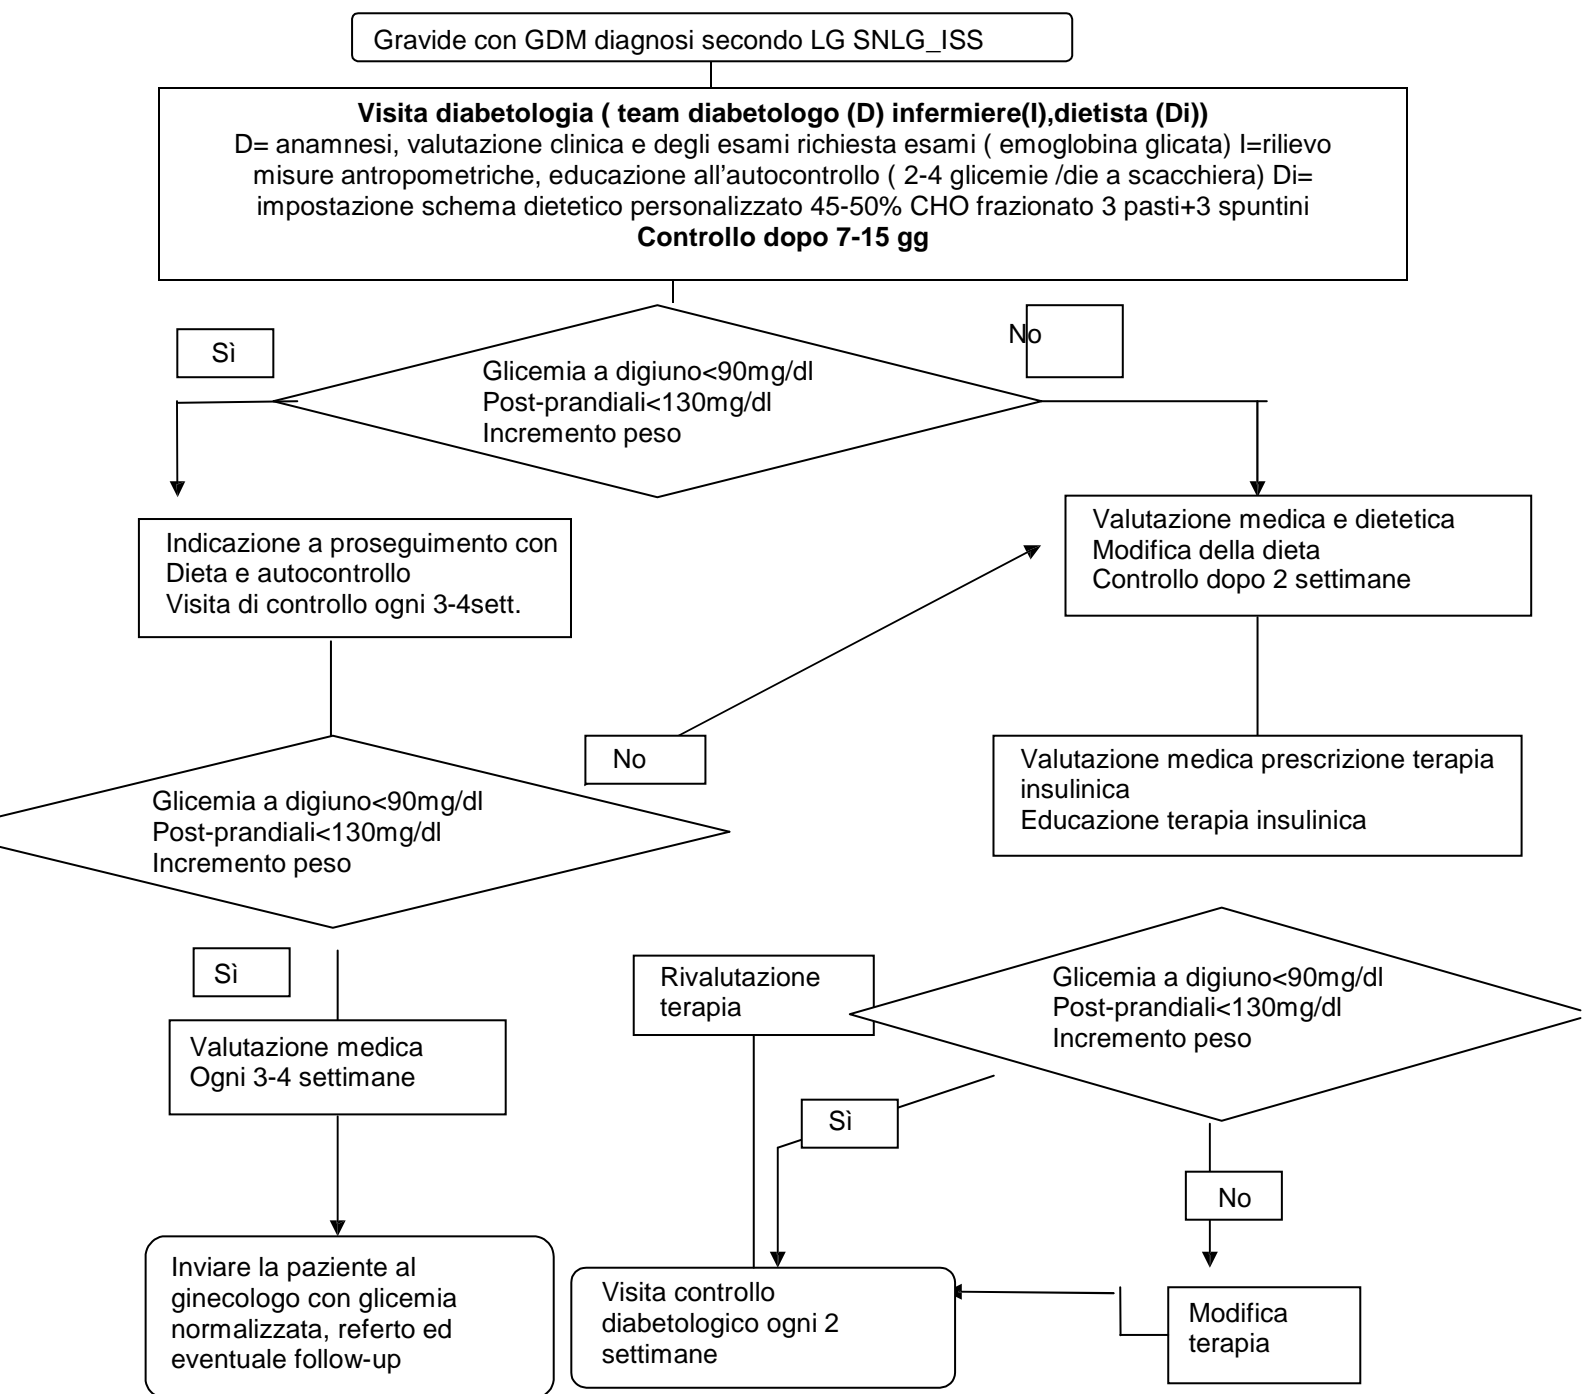 Gravide con GDM diagnosi secondo LG SNLG_ISS
Visita diabetologia ( team diabetologo (D) infermiere(I),dietista (Di))
D= anamnesi, valutazione clinica e degli esami richiesta esami ( emoglobina glicata) I=rilievo
misure antropometriche, educazione all’autocontrollo ( 2-4 glicemie /die a scacchiera) Di=
impostazione schema dietetico personalizzato 45-50% CHO frazionato 3 pasti+3 spuntini
Controllo dopo 7-15 gg
Sì
No
Glicemia a digiuno<90mg/dl
Post-prandiali<130mg/dl
Incremento peso
Indicazione a proseguimento con
Dieta e autocontrollo
Visita di controllo ogni 3-4sett.
Valutazione medica e dietetica
Modifica della dieta
Controllo dopo 2 settimane
No
Valutazione medica prescrizione terapia
insulinica
Educazione terapia insulinica
Glicemia a digiuno<90mg/dl
Post-prandiali<130mg/dl
Incremento peso
Sì
Rivalutazione
terapia
Glicemia a digiuno<90mg/dl
Post-prandiali<130mg/dl
Incremento peso
Valutazione medica
Ogni 3-4 settimane
Sì
No
Inviare la paziente al
ginecologo con glicemia
normalizzata, referto ed
eventuale follow-up
Visita controllo
diabetologico ogni 2
settimane
Modifica
terapia